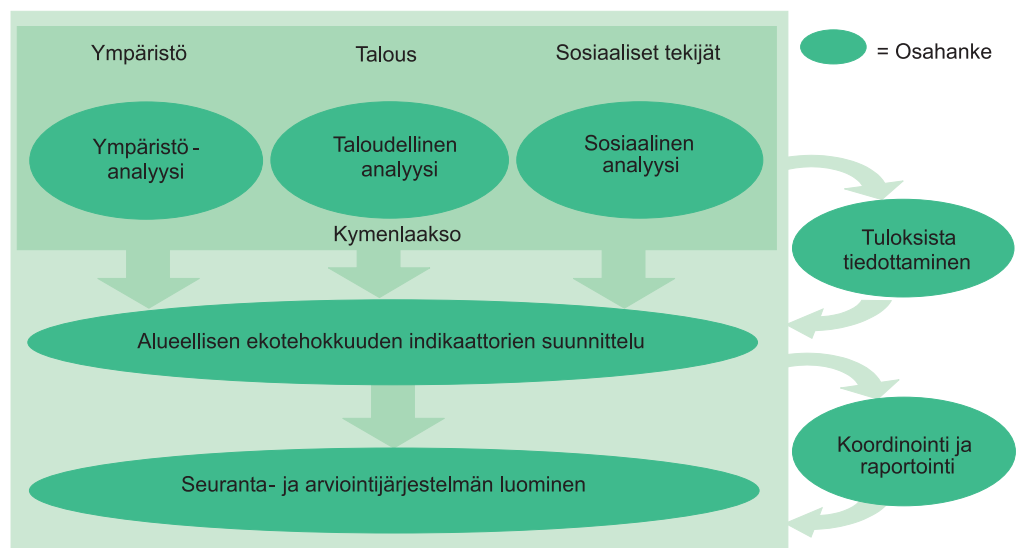 Ympäristö
Talous
Sosiaaliset tekijät
= Osahanke
Ympäristö-
analyysi
Taloudellinen
analyysi
Sosiaalinen
analyysi
Kymenlaakso
Tuloksista
tiedottaminen
Alueellisen ekotehokkuuden indikaattorien suunnittelu
Koordinointi ja
raportointi
Seuranta- ja arviointijärjestelmän luominen